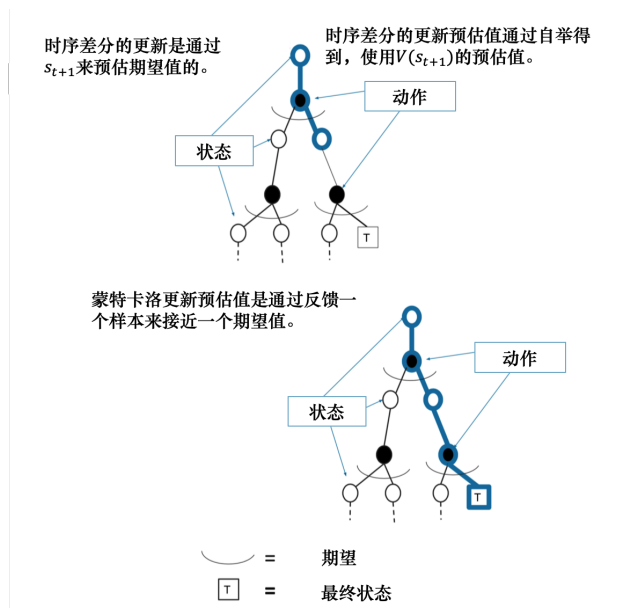 时序差分的更新是通过
s_{t+1}来预估期望值的。
时序差分的更新预估值通过自举得
到，使用V(s_{t+1})的预估值。
动作
状态
T
蒙特卡洛更新预估值是通过反馈一
个样本来接近一个期望值。
动作
状态
T
= 期望
T = 最终状态